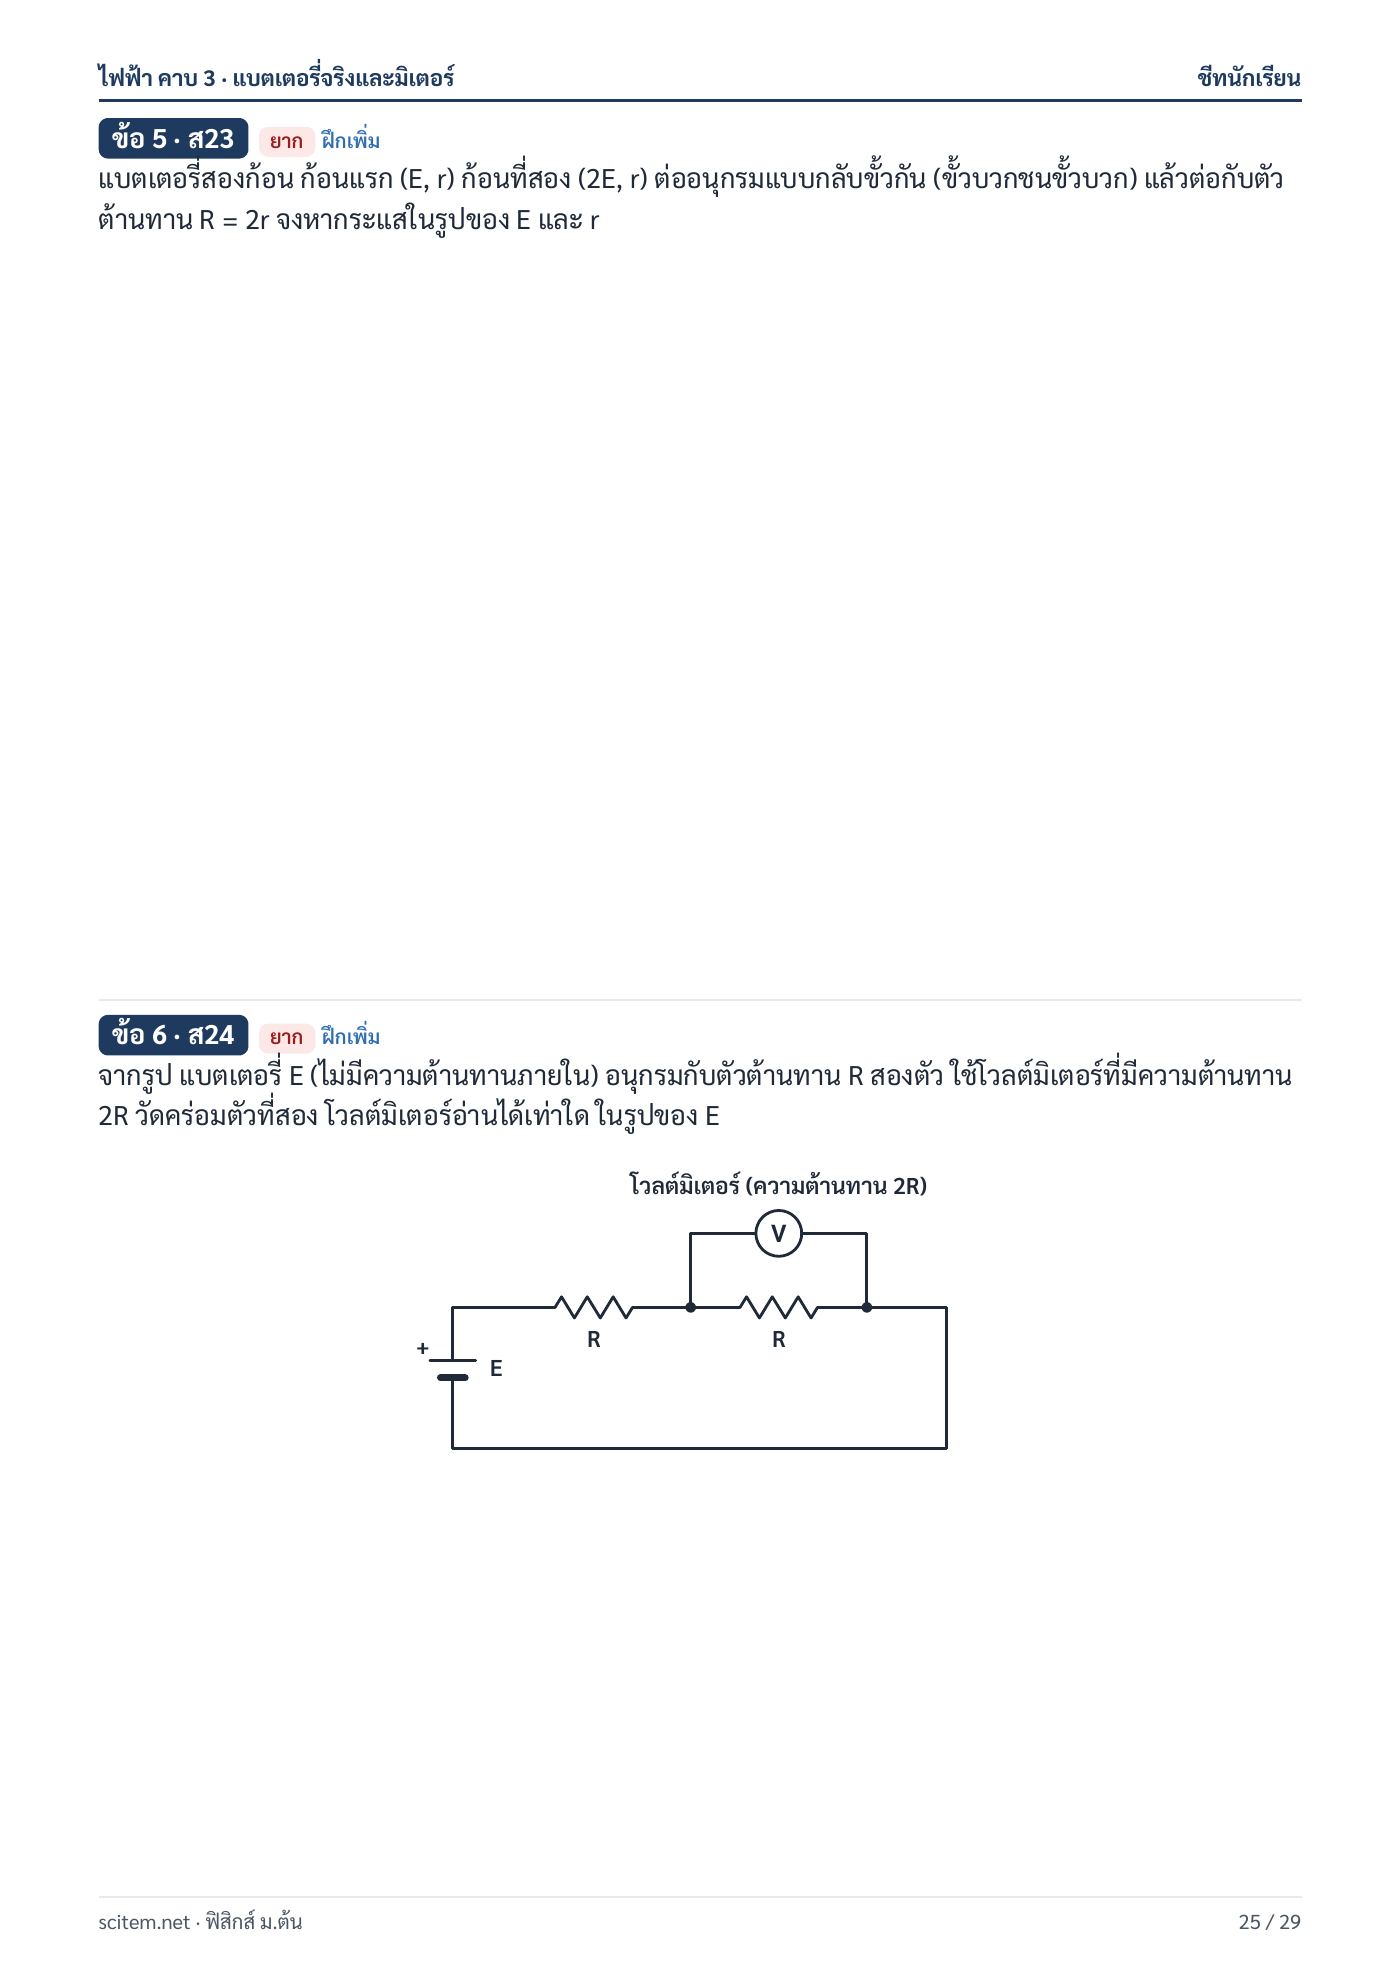 ไฟฟ้า คาบ 3 · แบตเตอรี่จริงและมิเตอร์
ชีทนักเรียน
ข้อ 5 · ส23 ยาก ฝึกเพิ่ม
แบตเตอรี่สองก้อน ก้อนแรก (E, r) ก้อนที่สอง (2E, r) ต่ออนุกรมแบบกลับขั้วกัน (ขั้วบวกชนขั้วบวก) แล้วต่อกับตัว
ต้านทาน R = 2r จงหากระแสในรูปของ E และ r
ข้อ 6 · ส24 ยาก ฝึกเพิ่ม
จากรูป แบตเตอรี่ E (ไม่มีความต้านทานภายใน) อนุกรมกับตัวต้านทาน R สองตัว ใช้โวลต์มิเตอร์ที่มีความต้านทาน
2R วัดคร่อมตัวที่สอง โวลต์มิเตอร์อ่านได้เท่าใด ในรูปของ E
โวลต์มิเตอร์ (ความต้านทาน 2R)
V
R
R
+
E
scitem.net · ฟิสิกส์ ม.ต้น
25 / 29